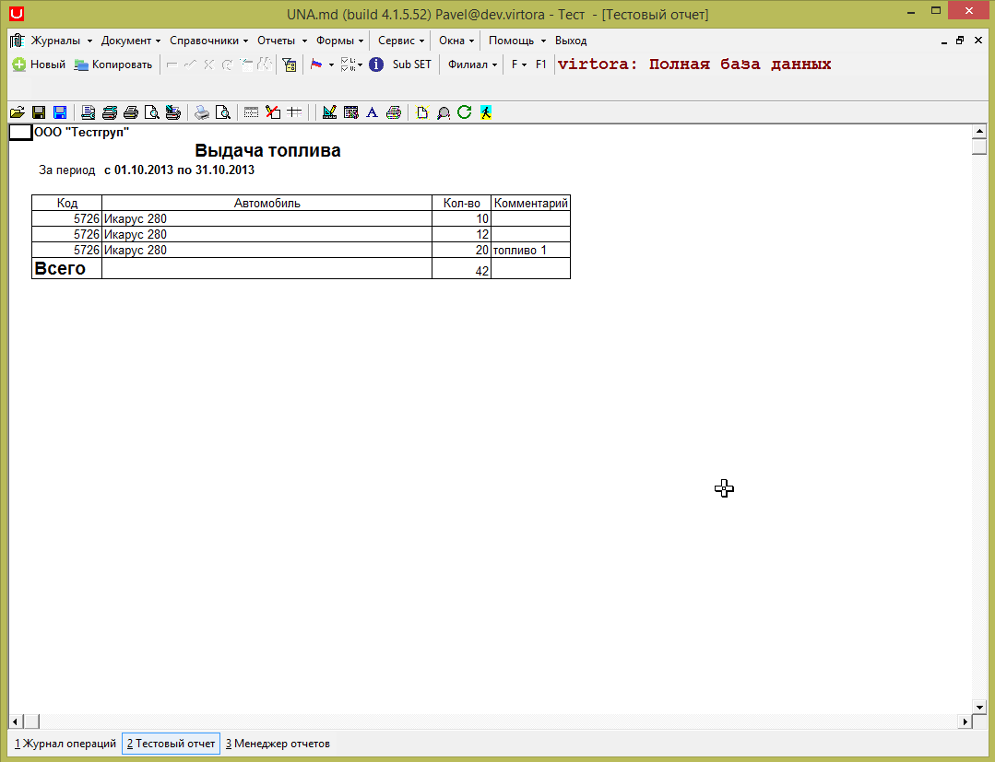 UNA.md (build 4.1.5.52) Pavel@dev.virtora - Тест - [Тестовый отчет]
Журналы Документ Справочники Отчеты Формы Сервис Окна Помощь Выход
Новый Копировать Sub SET Филиал F F1 virtora: Полная база данных
ООО "Тестгруп"
Выдача топлива
За период с 01.10.2013 по 31.10.2013
Код Автомобиль Кол-во Комментарий
5726 Икарус 280 10
5726 Икарус 280 12
5726 Икарус 280 20 топливо 1
Всего 42
1 Журнал операций 2 Тестовый отчет 3 Менеджер отчетов